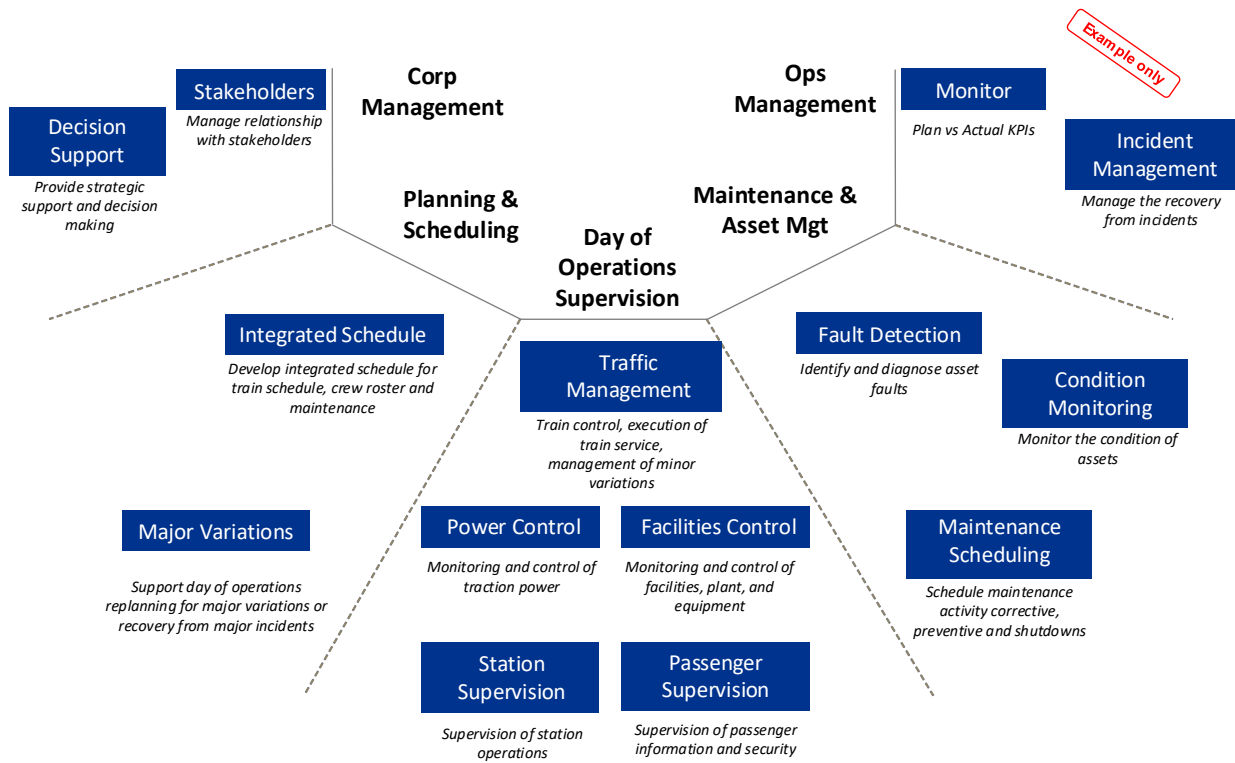 Example only
Corp
Management
Ops
Management
Stakeholders
Manage relationship
with stakeholders
Monitor
Plan vs Actual KPIs
Decision
Support
Provide strategic
support and decision
making
Incident
Management
Manage the recovery
from incidents
Planning &
Scheduling
Maintenance &
Asset Mgt
Day of
Operations
Supervision
Integrated Schedule
Develop integrated schedule for
train schedule, crew roster and
maintenance
Traffic
Management
Train control, execution of
train service,
management of minor
variations
Fault Detection
Identify and diagnose asset
faults
Condition
Monitoring
Monitor the condition of
assets
Major Variations
Support day of operations
replanning for major variations or
recovery from major incidents
Power Control
Monitoring and control of
traction power
Facilities Control
Monitoring and control of
facilities, plant, and
equipment
Maintenance
Scheduling
Schedule maintenance
activity corrective,
preventive and shutdowns
Station
Supervision
Supervision of station
operations
Passenger
Supervision
Supervision of passenger
information and security